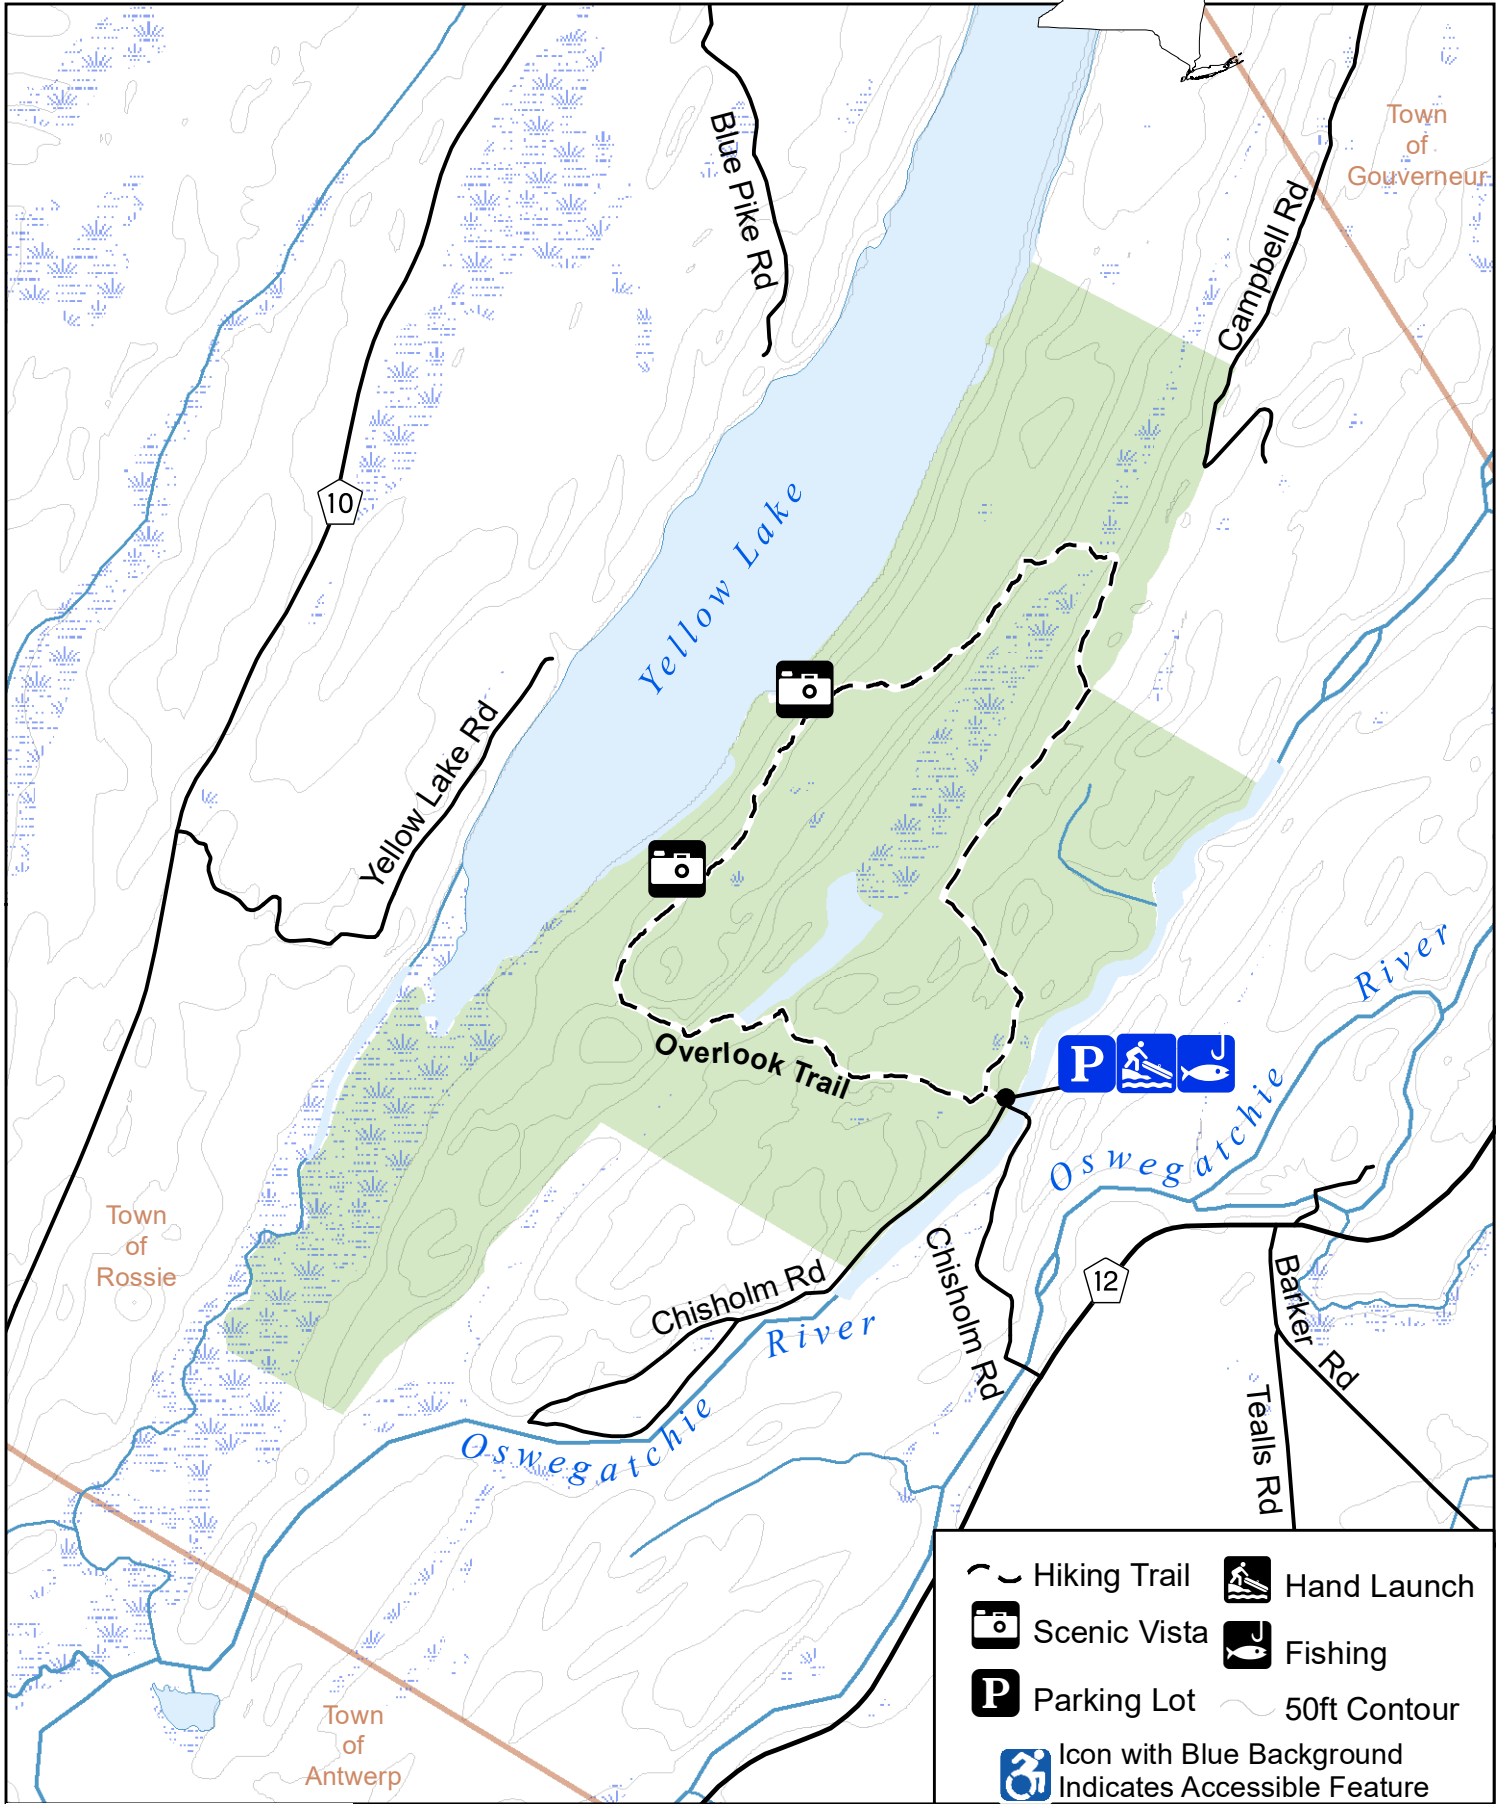 Blue Pike Rd
Town
of
Gouverneur
Campbell Rd
10
Yellow Lake
Yellow Lake Rd
River
Overlook Trail
P
Oswegatchie
Town
of
Rossie
Chisholm Rd
Chisholm Rd
River
12
Barker Rd
Tealls Rd
Oswegatchie
Hiking Trail
Scenic Vista
P
Parking Lot
Hand Launch
Fishing
50ft Contour
Icon with Blue Background
Indicates Accessible Feature
Town
of
Antwerp